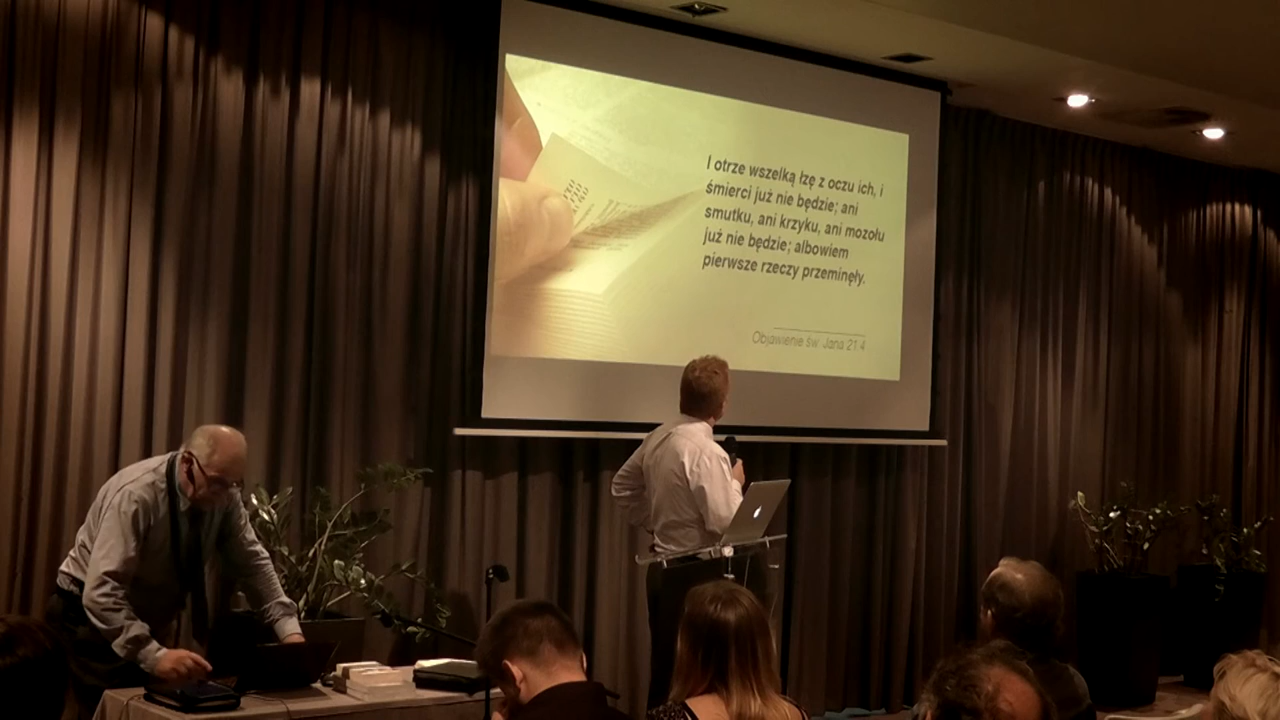 I otrze wszelką łzę z oczu ich, i
śmierci już nie będzie; ani
smutku, ani krzyku, ani mozołu
już nie będzie; albowiem
pierwsze rzeczy przeminęły.
Objawienie św. Jana 21:4